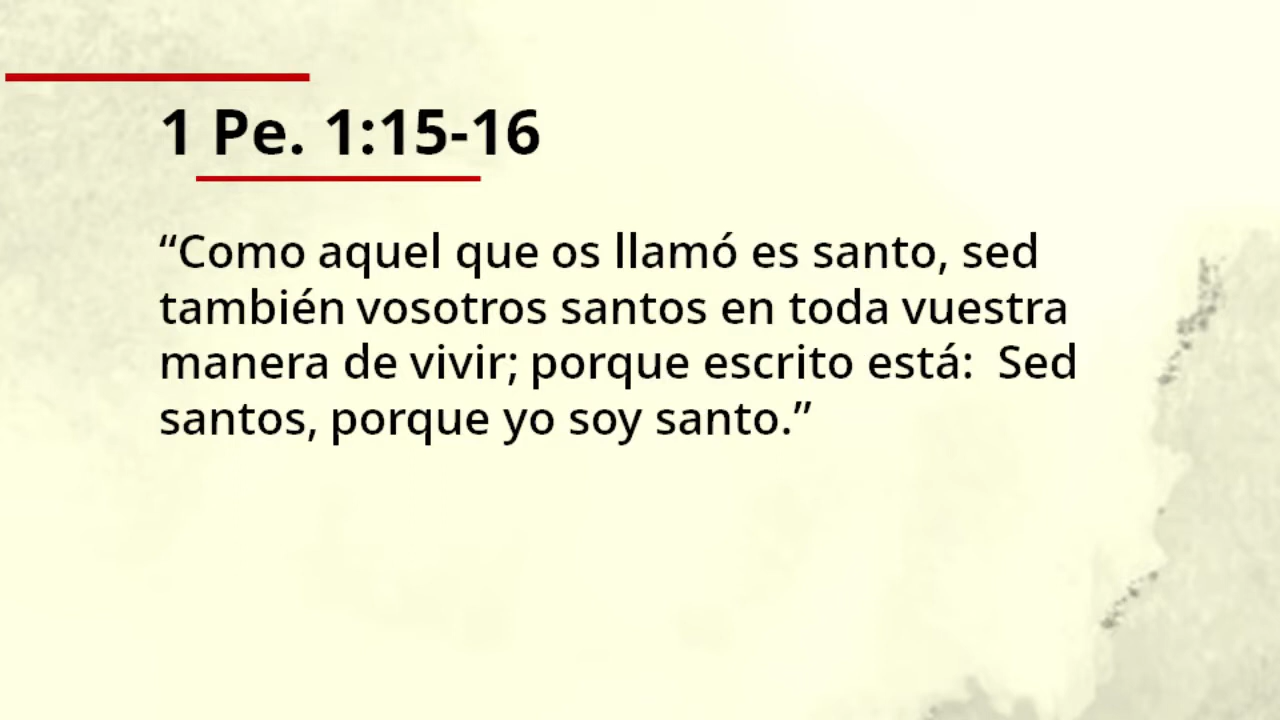 1 Pe. 1:15-16
“Como aquel que os llamó es santo, sed
también vosotros santos en toda vuestra
manera de vivir; porque escrito está:  Sed
santos, porque yo soy santo.”